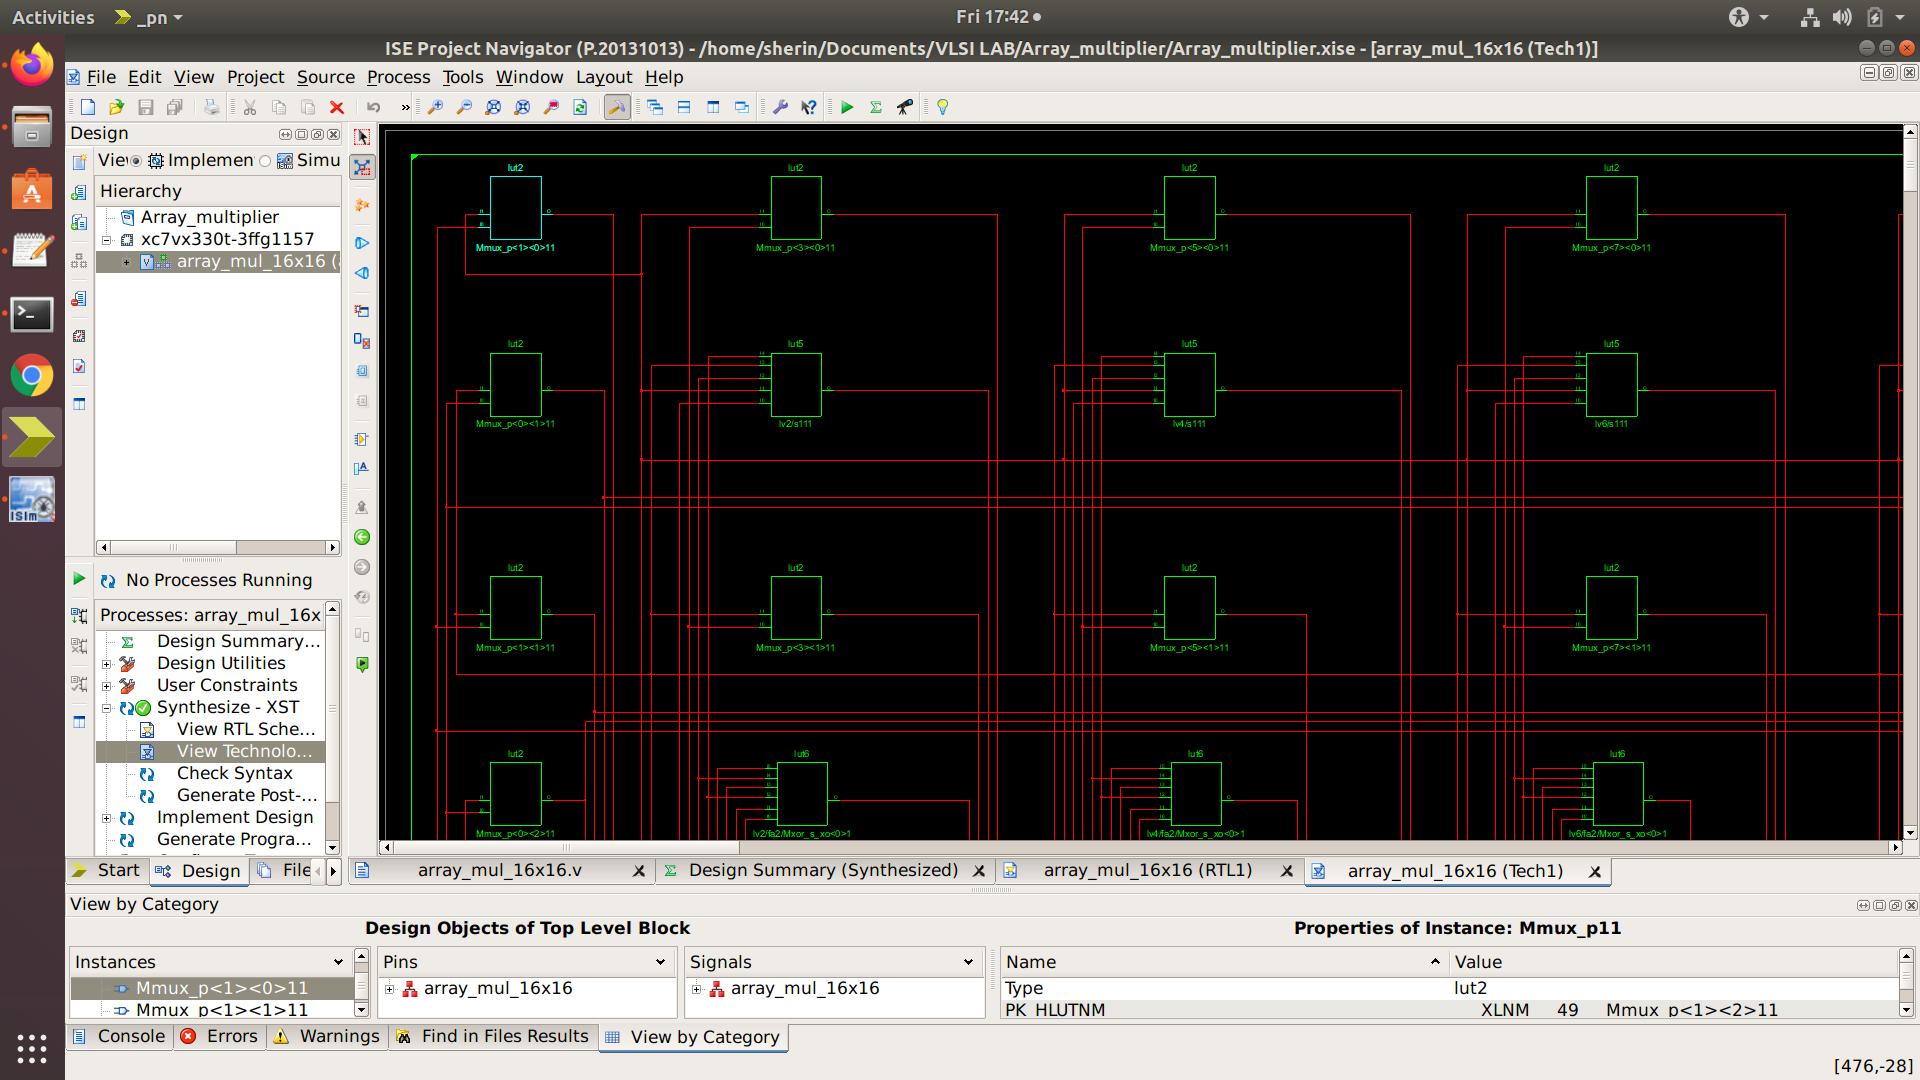 Activities
_pn
Fri 17:42
ISE Project Navigator (P.20131013) - /home/sherin/Documents/VLSI LAB/Array_multiplier/Array_multiplier.xise - [array_mul_16x16 (Tech1)]
File Edit View Project Source Process Tools Window Layout Help
Design
Implemen
Simu
Hierarchy
Array_multiplier
xc7vx330t-3ffg1157
array_mul_16x16 (
No Processes Running
Processes: array_mul_16x
Design Summary...
Design Utilities
User Constraints
Synthesize - XST
View RTL Sche...
View Technolo...
Check Syntax
Generate Post-...
Implement Design
Generate Progra...
Start Design File
lut2 lut2 lut2 lut2
Mmux_p<1><0>11 Mmux_p<3><0>11 Mmux_p<5><0>11 Mmux_p<7><0>11
lut2 lut5 lut5 lut5
Mmux_p<0><1>11 lv2/s111 lv4/s111 lv6/s111
lut2 lut2 lut2 lut2
Mmux_p<1><1>11 Mmux_p<3><1>11 Mmux_p<5><1>11 Mmux_p<7><1>11
lut2 lut6 lut6 lut6
Mmux_p<0><2>11 lv2/fa2/Mxor_s_xo<0>1 lv4/fa2/Mxor_s_xo<0>1 lv6/fa2/Mxor_s_xo<0>1
array_mul_16x16.v
Design Summary (Synthesized)
array_mul_16x16 (RTL1)
array_mul_16x16 (Tech1)
View by Category
Design Objects of Top Level Block
Properties of Instance: Mmux_p11
Instances Pins Signals Name Value
Mmux_p<1><0>11 array_mul_16x16 array_mul_16x16 Type lut2
Mmux_p<1><1>11 PK_HLUTNM XLNM 49 Mmux_p<1><2>11
Console Errors Warnings Find in Files Results View by Category
[476,-28]
ISim